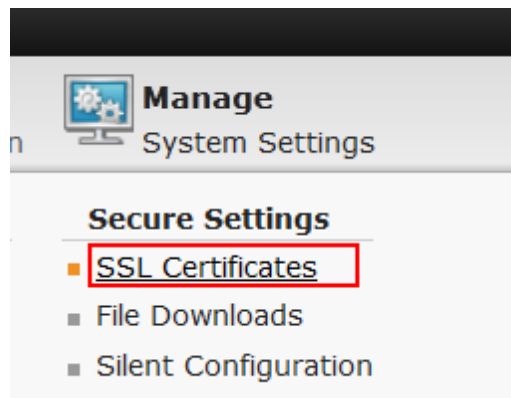 Manage
n
System Settings
Secure Settings
SSL Certificates
File Downloads
Silent Configuration